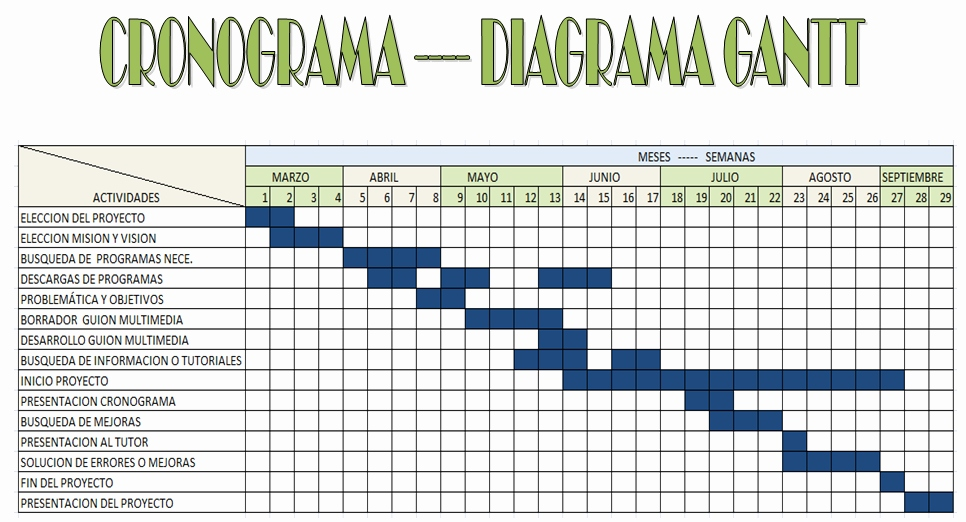 CRONOGRAMA ---- DIAGRAMA GANTT
MESES ----- SEMANAS
MARZO ABRIL MAYO JUNIO JULIO AGOSTO SEPTIEMBRE
ACTIVIDADES 1 2 3 4 5 6 7 8 9 10 11 12 13 14 15 16 17 18 19 20 21 22 23 24 25 26 27 28 29
ELECCION DEL PROYECTO
ELECCION MISION Y VISION
BUSQUEDA DE PROGRAMAS NECE.
DESCARGAS DE PROGRAMAS
PROBLEMÁTICA Y OBJETIVOS
BORRADOR GUION MULTIMEDIA
DESARROLLO GUION MULTIMEDIA
BUSQUEDA DE INFORMACION O TUTORIALES
INICIO PROYECTO
PRESENTACION CRONOGRAMA
BUSQUEDA DE MEJORAS
PRESENTACION AL TUTOR
SOLUCION DE ERRORES O MEJORAS
FIN DEL PROYECTO
PRESENTACION DEL PROYECTO